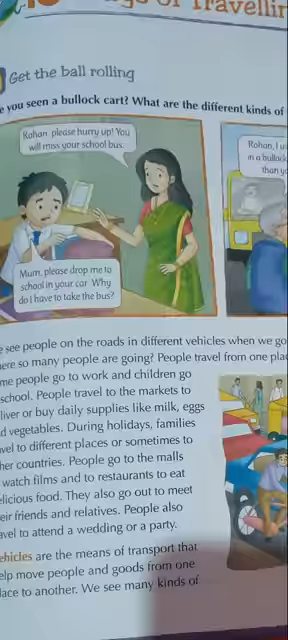 of Travellin
Get the ball rolling
e you seen a bullock cart? What are the different kinds of
Rohan, please hurry up! You
will miss your school bus.
Rohan, I u
in a bullock
than yo
Mum, please drop me to
school in your car. Why
do I have to take the bus?
e see people on the roads in different vehicles when we go
ere so many people are going? People travel from one plac
me people go to work and children go
school. People travel to the markets to
liver or buy daily supplies like milk, eggs
d vegetables. During holidays, families
vel to different places or sometimes to
her countries. People go to the malls
watch films and to restaurants to eat
elicious food. They also go out to meet
eir friends and relatives. People also
avel to attend a wedding or a party.
ehicles are the means of transport that
elp move people and goods from one
lace to another. We see many kinds of